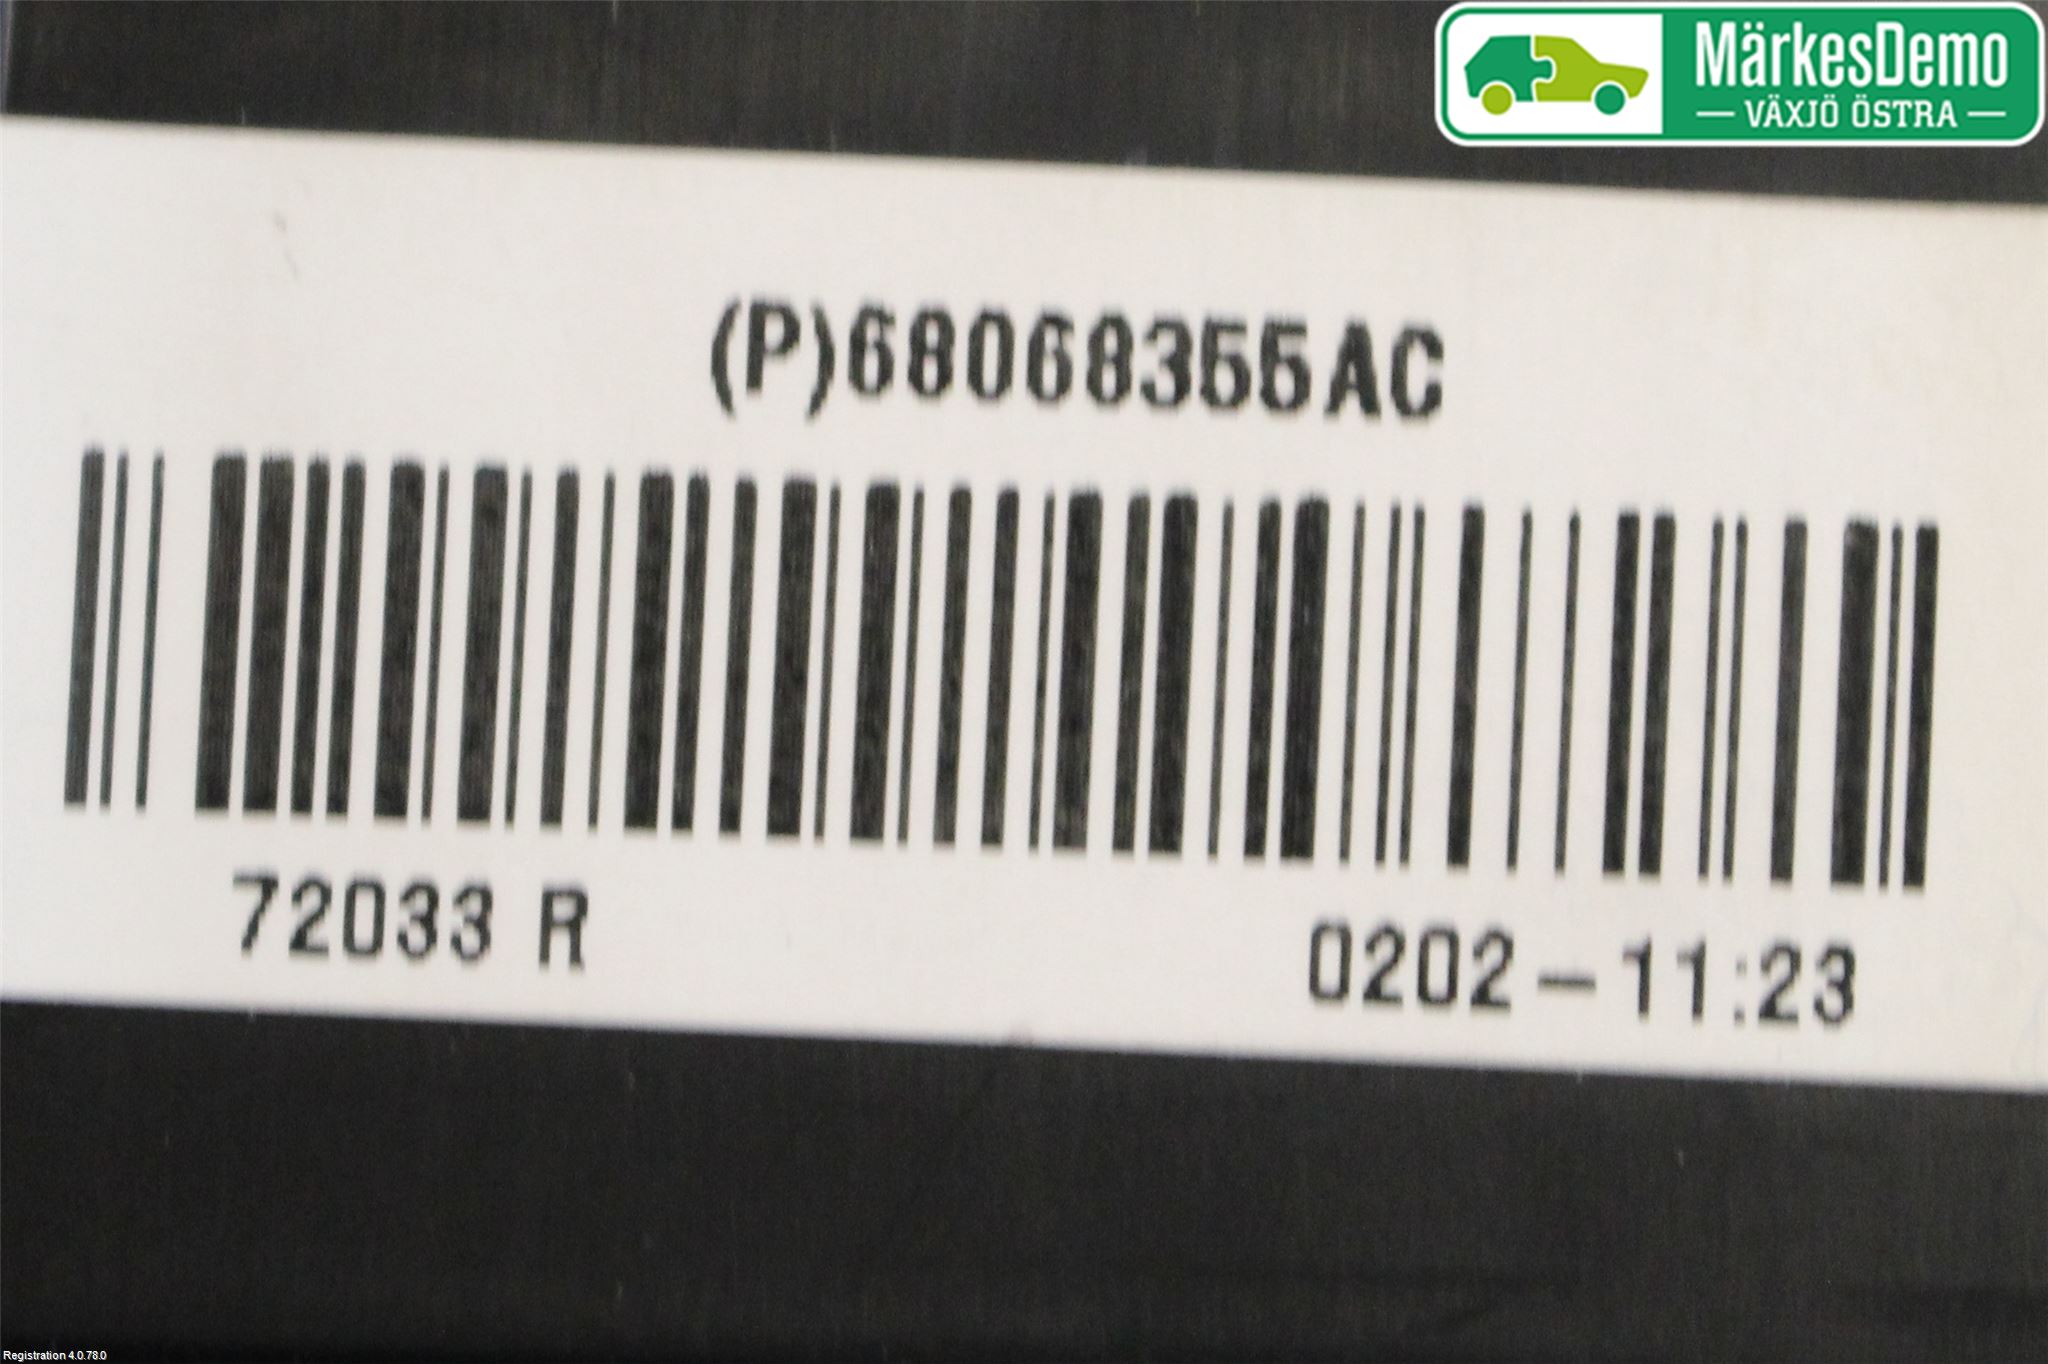 MärkesDemo
VÄXJÖ ÖSTRA
(P)68068355AC
72033 R
0202-11:23
Registration 4.0.78.0